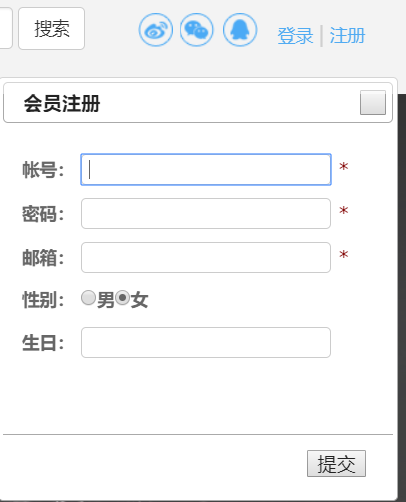 搜索
登录 | 注册
会员注册
帐号: *
密码: *
邮箱: *
性别: 男 女
生日:
提交